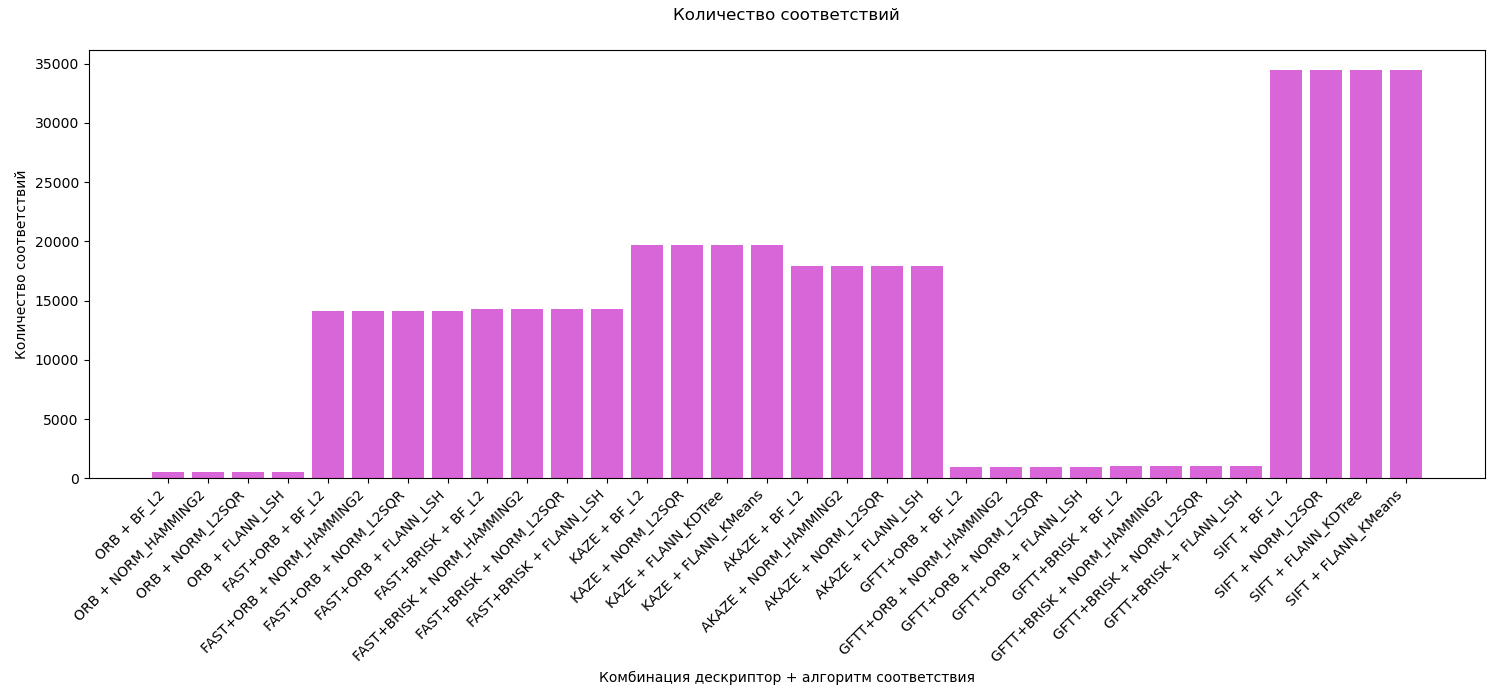 Количество соответствий
Количество соответствий
35000
30000
25000
20000
15000
10000
5000
0
ORB + BF_L2
ORB + NORM_HAMMING2
ORB + NORM_L2SQR
ORB + FLANN_LSH
FAST+ORB + BF_L2
FAST+ORB + NORM_HAMMING2
FAST+ORB + NORM_L2SQR
FAST+ORB + FLANN_LSH
FAST+BRISK + BF_L2
FAST+BRISK + NORM_HAMMING2
FAST+BRISK + NORM_L2SQR
FAST+BRISK + FLANN_LSH
KAZE + BF_L2
KAZE + NORM_L2SQR
KAZE + FLANN_KDTree
KAZE + FLANN_KMeans
AKAZE + BF_L2
AKAZE + NORM_HAMMING2
AKAZE + NORM_L2SQR
AKAZE + FLANN_LSH
GFTT+ORB + BF_L2
GFTT+ORB + NORM_HAMMING2
GFTT+ORB + NORM_L2SQR
GFTT+ORB + FLANN_LSH
GFTT+BRISK + BF_L2
GFTT+BRISK + NORM_HAMMING2
GFTT+BRISK + NORM_L2SQR
GFTT+BRISK + FLANN_LSH
SIFT + BF_L2
SIFT + NORM_L2SQR
SIFT + FLANN_KDTree
SIFT + FLANN_KMeans
Комбинация дескриптор + алгоритм соответствия